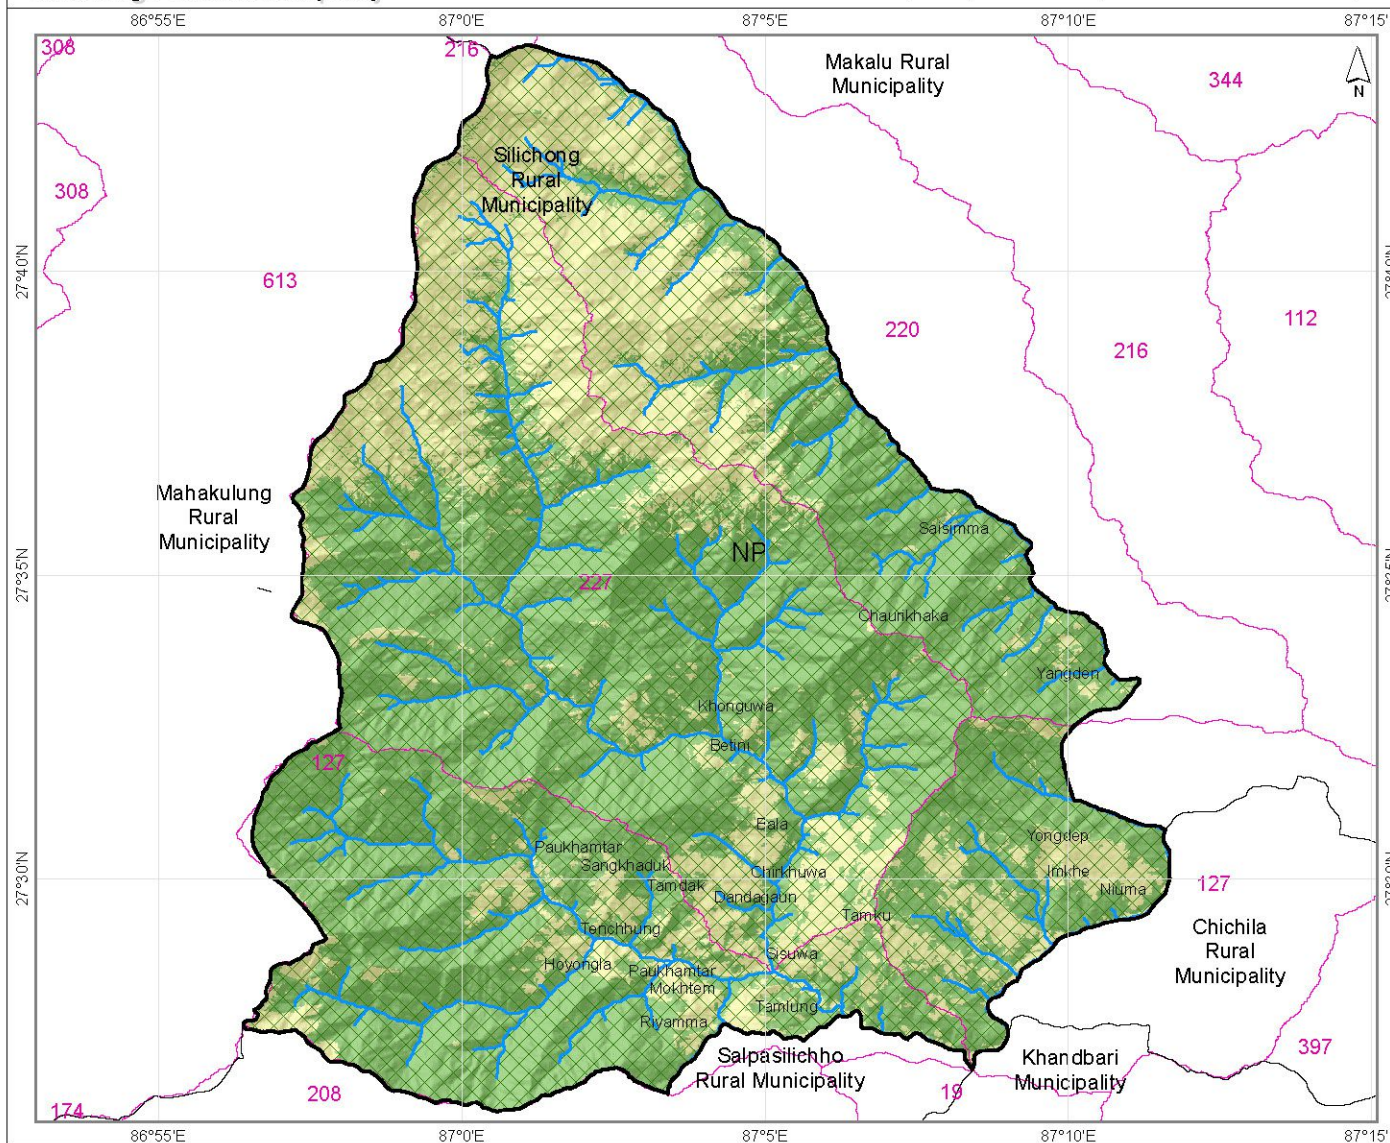 86°55'E
87°0'E
87°5'E
87°10'E
87°15'
308
216
Makalu Rural
Municipality
344
N
Silichong
Rural
Municipality
308
27°40'N
613
220
216
112
Mahakulung
Rural
Municipality
Saisimma
NP
27°35'N
227
Chaurikhaka
Yangden
Khonguwa
Betini
127
Bala
Yongdep
Paukhamtar
Sangkhaduk
Chirkhuwa
Imkhe
27°30'N
Tamdak
127
Niuma
Dandagaun
Tamku
Tenchhung
Chichila
Rural
Municipality
Sisuwa
Hoyongla
Paukhamtar
Mokhtem
Tamlung
Riyamma
397
Salpasilichho
Rural Municipality
Khandbari
Municipality
208
19
174
86°55'E
87°0'E
87°5'E
87°10'E
87°15'